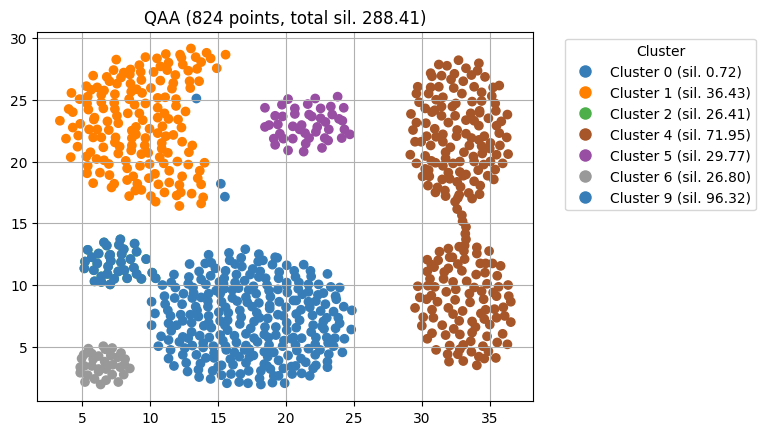 QAA (824 points, total sil. 288.41)
Cluster
Cluster 0 (sil. 0.72)
Cluster 1 (sil. 36.43)
Cluster 2 (sil. 26.41)
Cluster 4 (sil. 71.95)
Cluster 5 (sil. 29.77)
Cluster 6 (sil. 26.80)
Cluster 9 (sil. 96.32)
30
25
20
15
10
5
5 10 15 20 25 30 35